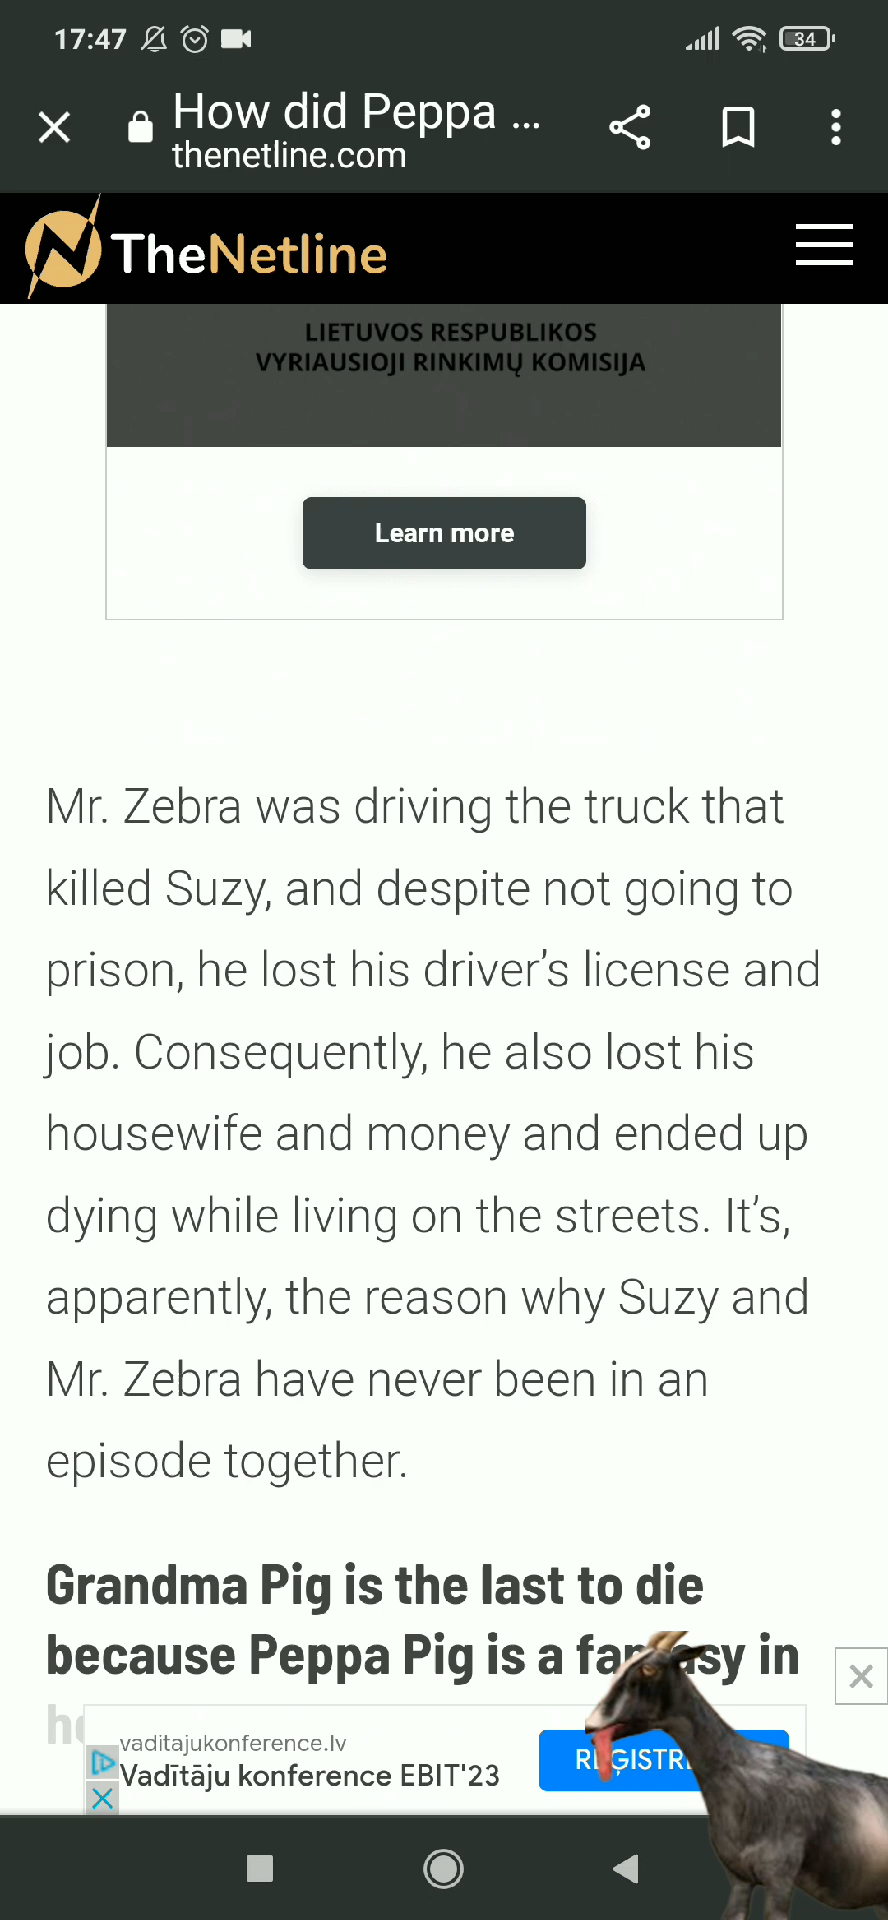 17:47
34
How did Peppa ...
thenetline.com
TheNetline
LIETUVOS RESPUBLIKOS
VYRIAUSIOJI RINKIMŲ KOMISIJA
Learn more
Mr. Zebra was driving the truck that
killed Suzy, and despite not going to
prison, he lost his driver’s license and
job. Consequently, he also lost his
housewife and money and ended up
dying while living on the streets. It’s,
apparently, the reason why Suzy and
Mr. Zebra have never been in an
episode together.
Grandma Pig is the last to die
because Peppa Pig is a fantasy in
vaditajukonference.lv
Vadītāju konference EBIT'23